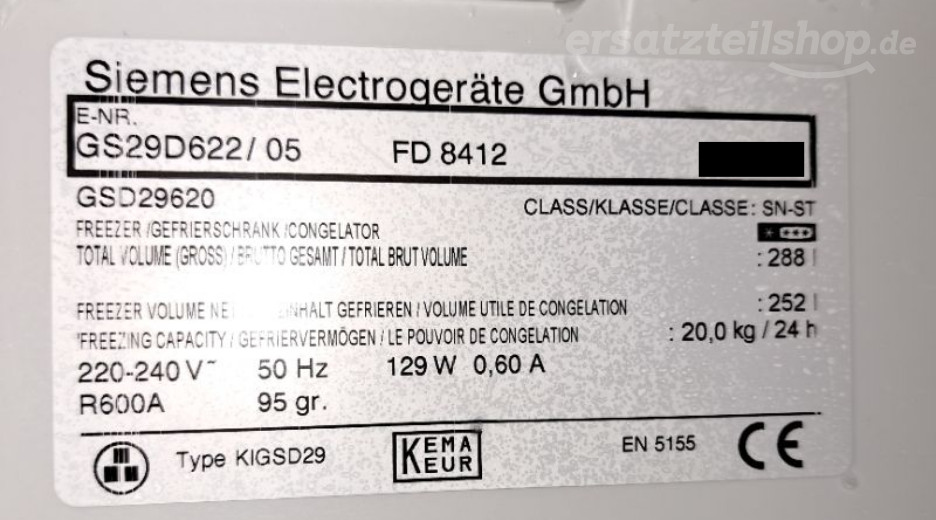 ersatzteilshop.de
Siemens Electrogeräte GmbH
E-NR.
GS29D622/ 05 FD 8412
GSD29620
CLASS/KLASSE/CLASSE: SN-ST
FREEZER /GEFRIERSCHRANK /CONGELATOR
TOTAL VOLUME (GROSS) / BRUTTO GESAMT / TOTAL BRUT VOLUME : 288 l
FREEZER VOLUME GEFRIEREN / VOLUME UTILE DE CONGELATION : 252 l
FREEZING CAPACITY / GEFRIERVERMÖGEN / LE POUVOIR DE CONGELATION : 20,0 kg / 24 h
220-240 V~ 50 Hz 129 W 0,60 A
R600A 95 gr.
Type KIGSD29 KEMA KEUR EN 5155 CE